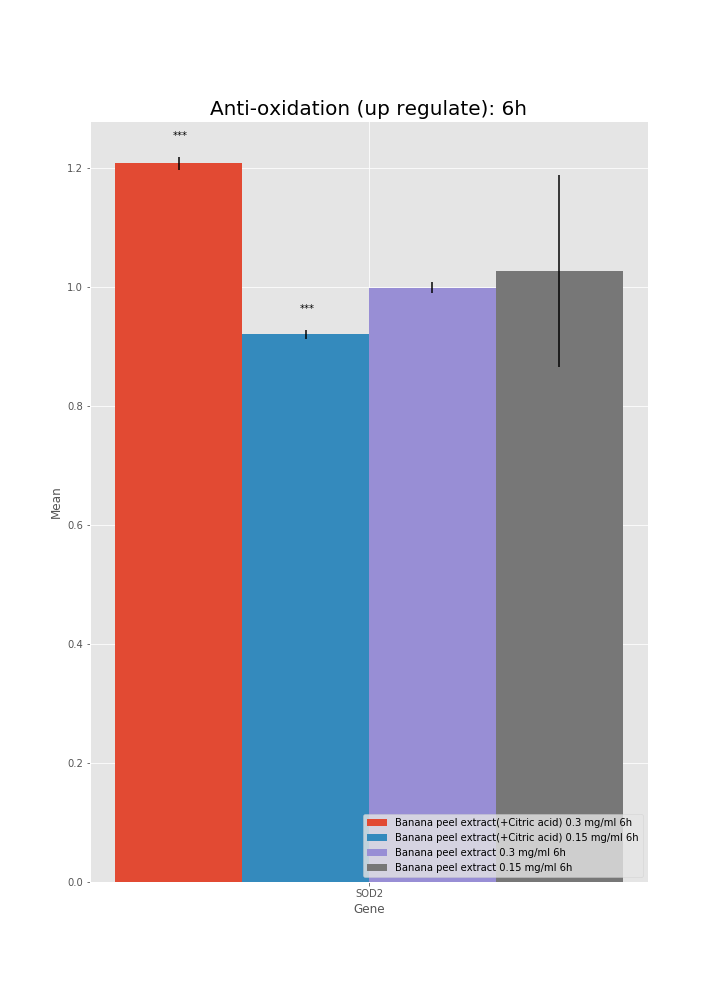 Anti-oxidation (up regulate): 6h
***
1.2
***
1.0
0.8
0.6
0.4
0.2
0.0
Mean
Banana peel extract(+Citric acid) 0.3 mg/ml 6h
Banana peel extract(+Citric acid) 0.15 mg/ml 6h
Banana peel extract 0.3 mg/ml 6h
Banana peel extract 0.15 mg/ml 6h
SOD2
Gene